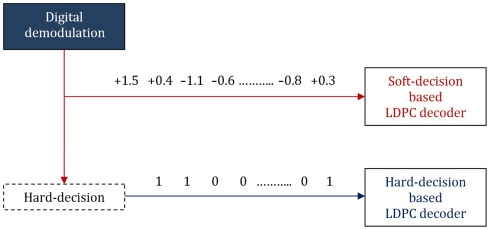 Digital
demodulation
+1.5 +0.4 −1.1 −0.6 ……….. −0.8 +0.3
Soft-decision
based
LDPC decoder
Hard-decision
1 1 0 0 ……….. 0 1
Hard-decision
based
LDPC decoder